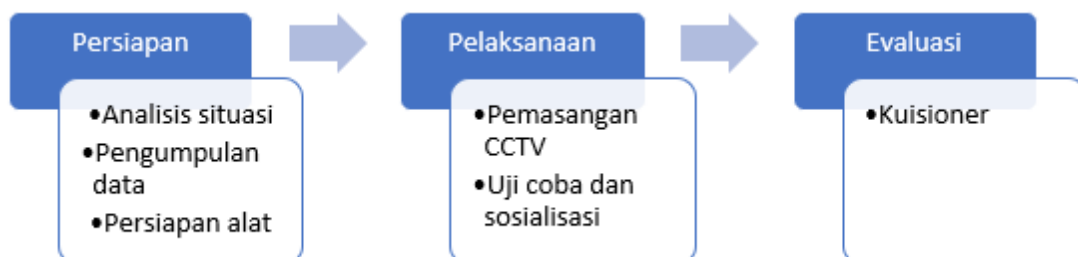 Persiapan
•Analisis situasi
•Pengumpulan
data
•Persiapan alat
Pelaksanaan
•Pemasangan
CCTV
•Uji coba dan
sosialisasi
Evaluasi
•Kuisioner